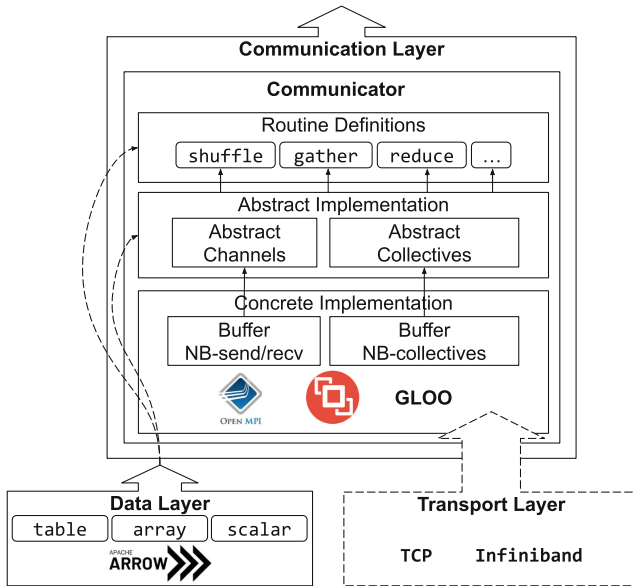 Communication Layer
Communicator
Routine Definitions
shuffle gather reduce ...
Abstract Implementation
Abstract Channels
Abstract Collectives
Concrete Implementation
Buffer NB-send/recv
Buffer NB-collectives
OPEN MPI
GLOO
Data Layer
table array scalar
APACHE
ARROW
Transport Layer
TCP Infiniband